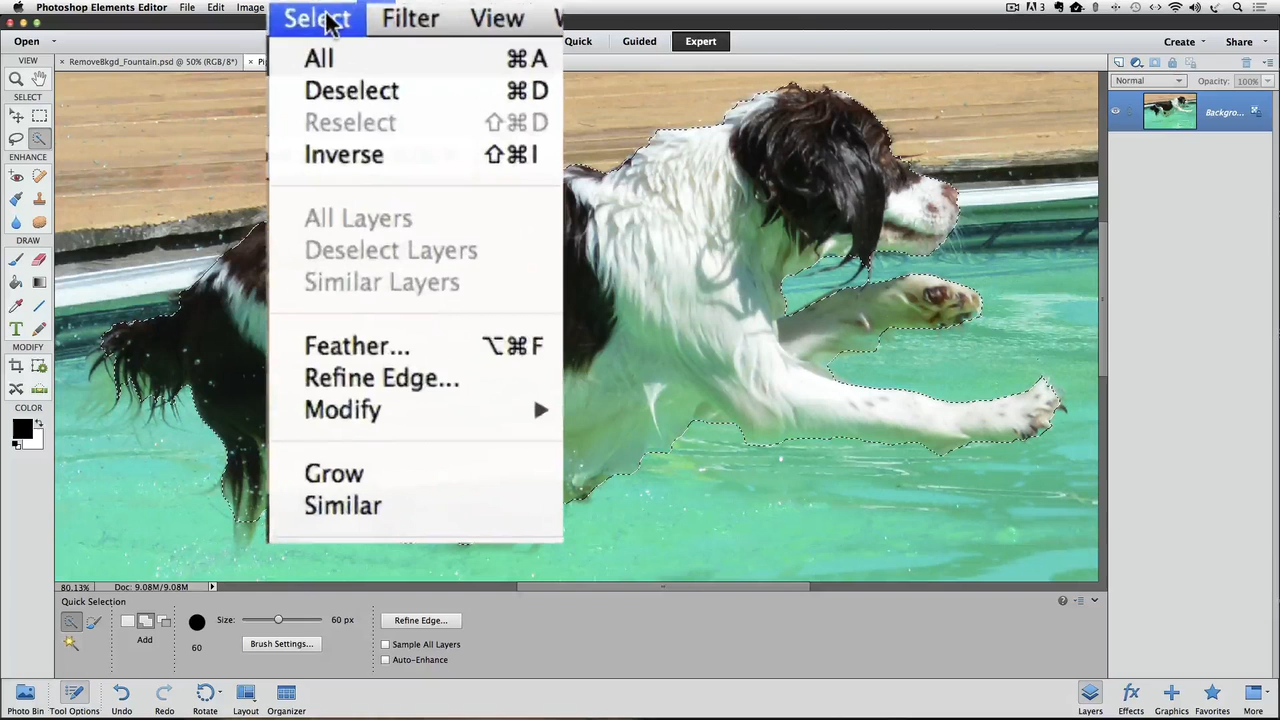 Photoshop Elements Editor File Edit Image
Select Filter View
Open Quick Guided Expert Create Share
VIEW × RemoveBkgd_Fountain.psd @ 50% (RGB/8*) ×
Normal Opacity: 100%
All ⌘A
Deselect ⌘D
Reselect ⇧⌘D
Inverse ⇧⌘I
All Layers
Deselect Layers
Similar Layers
Feather... ⌥⌘F
Refine Edge...
Modify
Grow
Similar
Backgro...
SELECT
ENHANCE
DRAW
MODIFY
COLOR
80.13% Doc: 9.08M/9.08M
Quick Selection
Add
Size: 60 px
60
Brush Settings...
Refine Edge...
Sample All Layers
Auto-Enhance
Photo Bin Tool Options Undo Redo Rotate Layout Organizer Layers Effects Graphics Favorites More